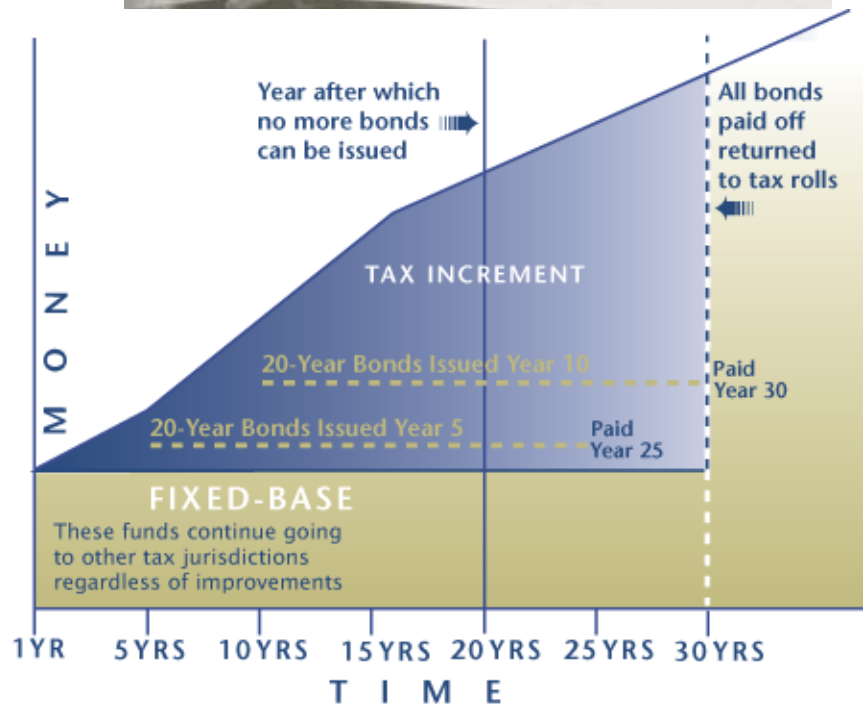 Year after which
no more bonds
can be issued
All bonds
paid off
returned
to tax rolls
MONEY
TAX INCREMENT
20-Year Bonds Issued Year 10
Paid
Year 30
20-Year Bonds Issued Year 5
Paid
Year 25
FIXED-BASE
These funds continue going
to other tax jurisdictions
regardless of improvements
1YR 5YRS 10YRS 15YRS 20YRS 25YRS 30YRS
TIME